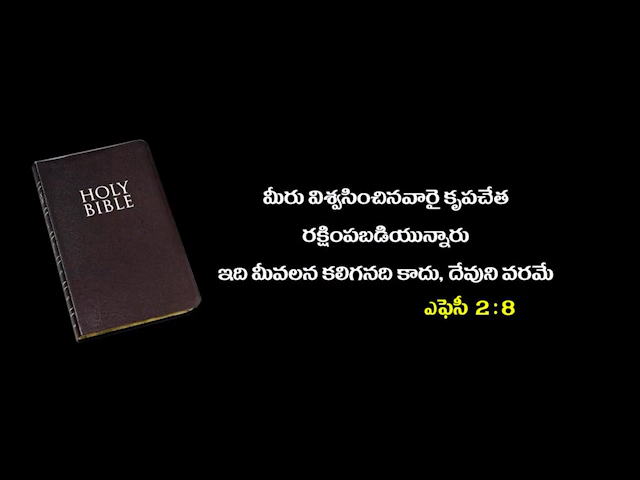 HOLY
BIBLE
మీరు విశ్వసించినవారై కృపచేత
రక్షింపబడియున్నారు
ఇది మీవలన కలిగినది కాదు, దేవుని వరమే
ఎఫెసీ 2:8